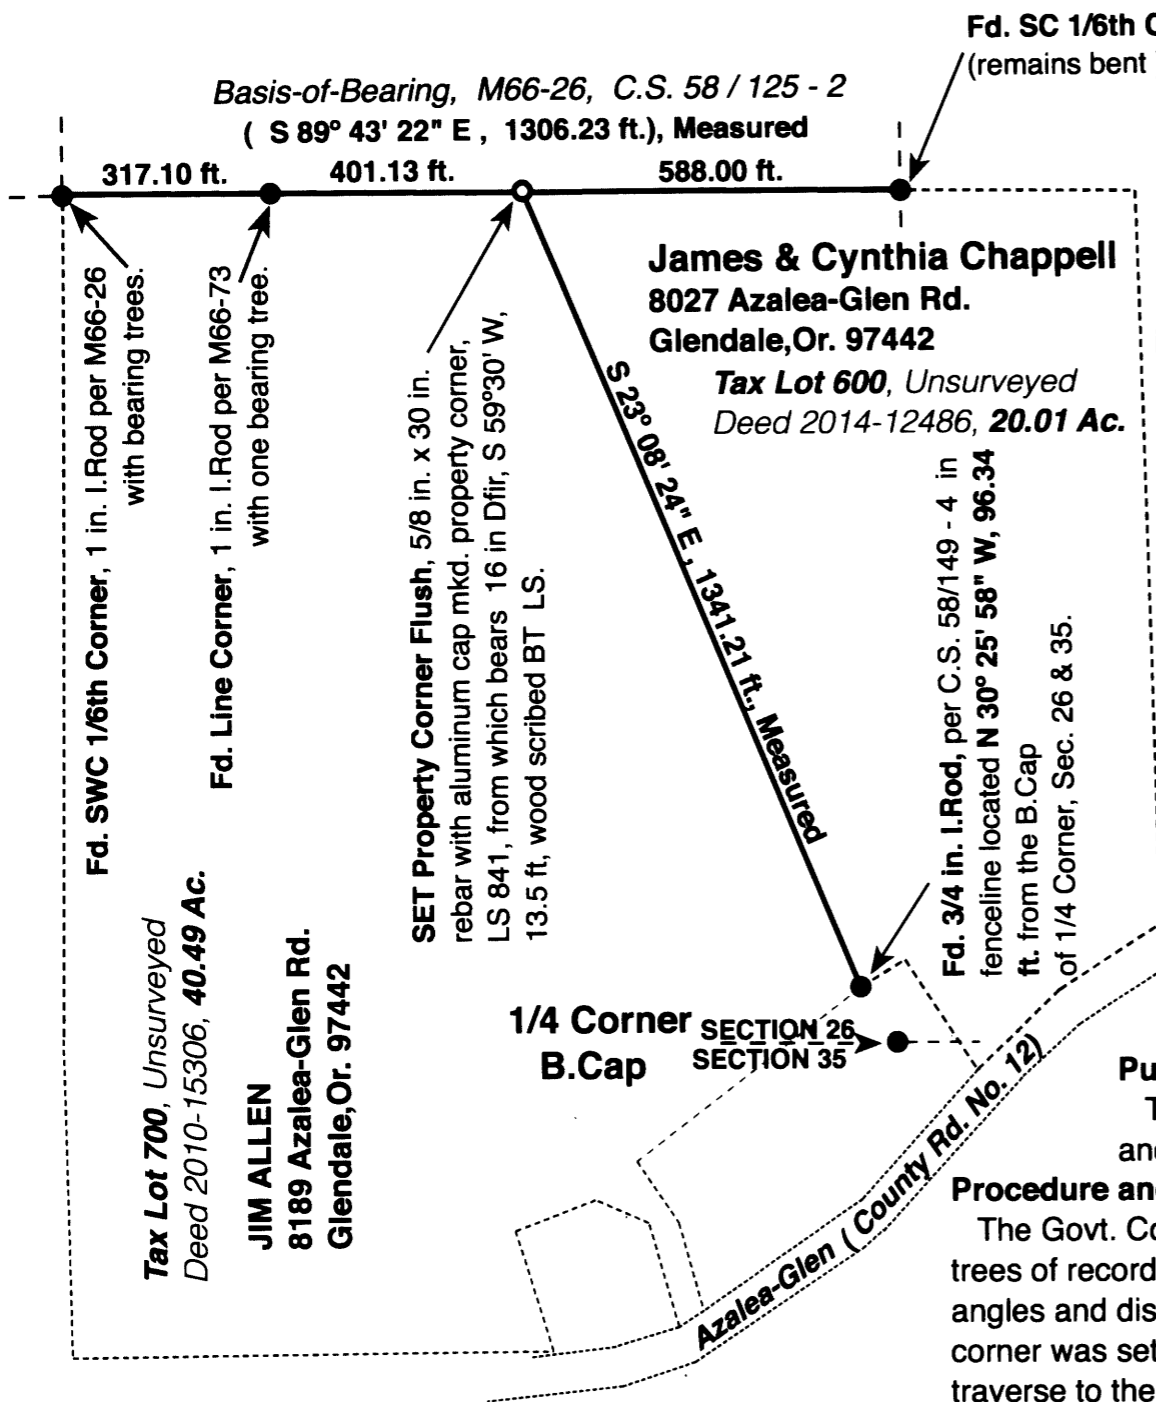 Fd. SC 1/6th
(remains bent
Basis-of-Bearing, M66-26, C.S. 58 / 125 - 2
( S 89º 43' 22" E , 1306.23 ft.), Measured
317.10 ft.
401.13 ft.
588.00 ft.
Fd. SWC 1/6th Corner, 1 in. I.Rod per M66-26
with bearing trees.
Fd. Line Corner, 1 in. I.Rod per M66-73
with one bearing tree.
SET Property Corner Flush, 5/8 in. x 30 in.
rebar with aluminum cap mkd. property corner,
LS 841, from which bears 16 in Dfir, S 59º30' W,
13.5 ft, wood scribed BT LS.
James & Cynthia Chappell
8027 Azalea-Glen Rd.
Glendale,Or. 97442
Tax Lot 600, Unsurveyed
Deed 2014-12486, 20.01 Ac.
S 23º 08' 24" E , 1341.21 ft., Measured
Fd. 3/4 in. I.Rod, per C.S. 58/149 - 4 in
fenceline located N 30º 25' 58" W, 96.34
ft. from the B.Cap
of 1/4 Corner, Sec. 26 & 35.
Tax Lot 700, Unsurveyed
Deed 2010-15306, 40.49 Ac.
JIM ALLEN
8189 Azalea-Glen Rd.
Glendale,Or. 97442
1/4 Corner
B.Cap
SECTION 26
SECTION 35
Azalea-Glen ( County Rd. No. 12)
Pu
T
and
Procedure and
The Govt. Co
trees of record
angles and dis
corner was set
traverse to the